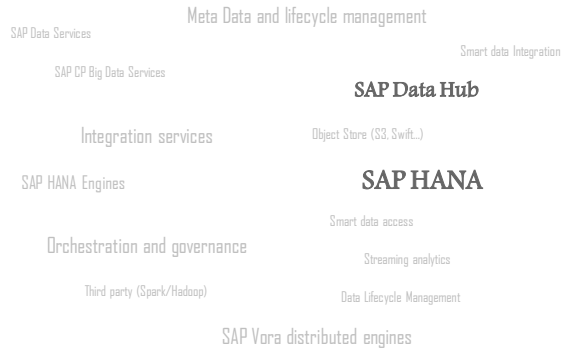 Meta Data and lifecycle management
SAP Data Services
Smart data Integration
SAP CP Big Data Services
SAP Data Hub
Integration services
Object Store (S3, Swift...)
SAP HANA Engines
SAP HANA
Smart data access
Orchestration and governance
Streaming analytics
Third party (Spark/Hadoop)
Data Lifecycle Management
SAP Vora distributed engines